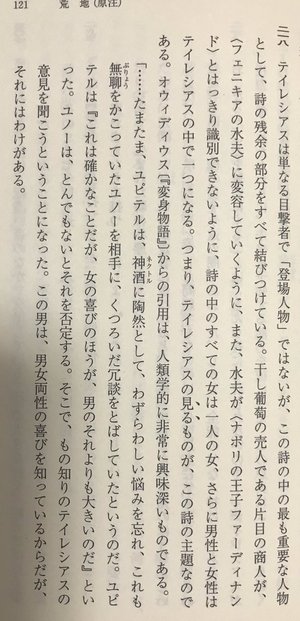 121　荒　地（原注）
二一八　テイレシアスは単なる目撃者で「登場人物」ではないが、この詩の中の最も重要な人物
として、詩の残余の部分をすべて結びつけている。干し葡萄の売人である片目の商人が、
〈フェニキアの水夫〉に変容していくように、また、水夫が〈ナポリの王子ファーディナン
ド〉とはっきり識別できないように、詩の中のすべての女は一人の女、さらに男性と女性は
テイレシアスの中で一つになる。つまり、テイレシアスの見るものが、この詩の主題なので
ある。オウィディウス『変身物語』からの引用は、人類学的に非常に興味深いものである。
「……たまたま、ユピテルは、神酒に陶然として、わずらわしい悩みを忘れ、これも
無聊をかこっていたユノーを相手に、くつろいだ冗談をとばしていたというのだ。ユピ
テルは『これは確かなことだが、女の喜びのほうが、男のそれよりも大きいのだ』とい
った。ユノーは、とんでもないとそれを否定する。そこで、もの知りのテイレシアスの
意見を聞こうということになった。この男は、男女両性の喜びを知っているからだが、
それにはわけがある。